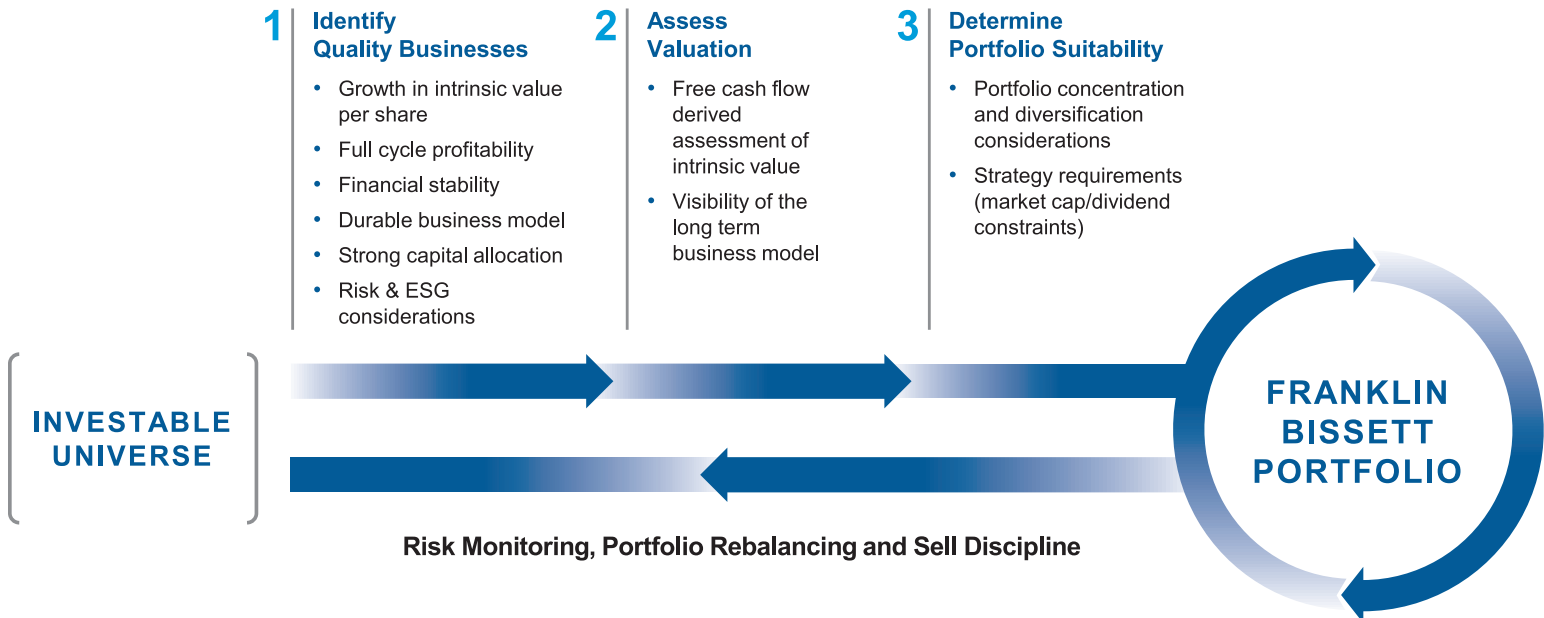 1
Identify
Quality Businesses
• Growth in intrinsic value
per share
• Full cycle profitability
• Financial stability
• Durable business model
• Strong capital allocation
• Risk & ESG
considerations
2
Assess
Valuation
• Free cash flow
derived
assessment of
intrinsic value
• Visibility of the
long term
business model
3
Determine
Portfolio Suitability
• Portfolio concentration
and diversification
considerations
• Strategy requirements
(market cap/dividend
constraints)
INVESTABLE
UNIVERSE
FRANKLIN
BISSETT
PORTFOLIO
Risk Monitoring, Portfolio Rebalancing and Sell Discipline